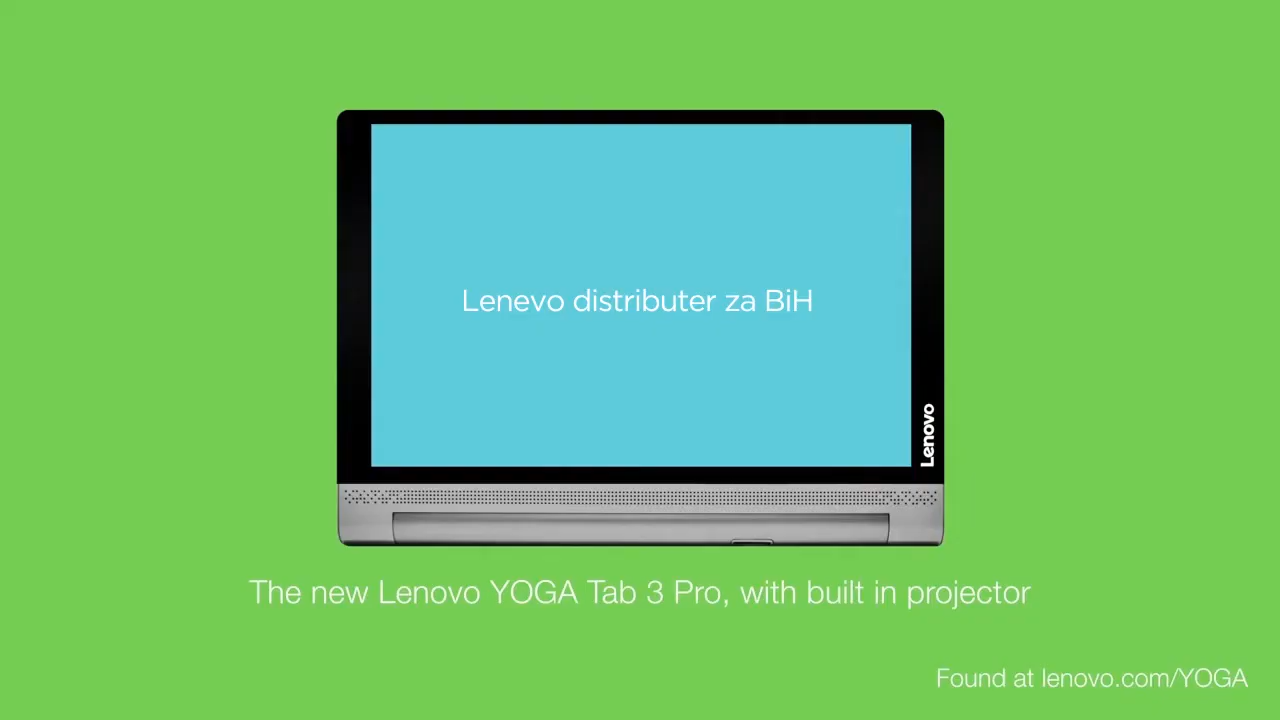 Lenevo distributer za BiH
Lenovo
The new Lenovo YOGA Tab 3 Pro, with built in projector
Found at lenovo.com/YOGA